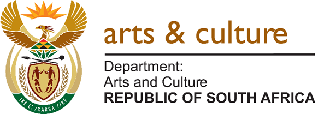 arts & culture
Department:
Arts and Culture
REPUBLIC OF SOUTH AFRICA